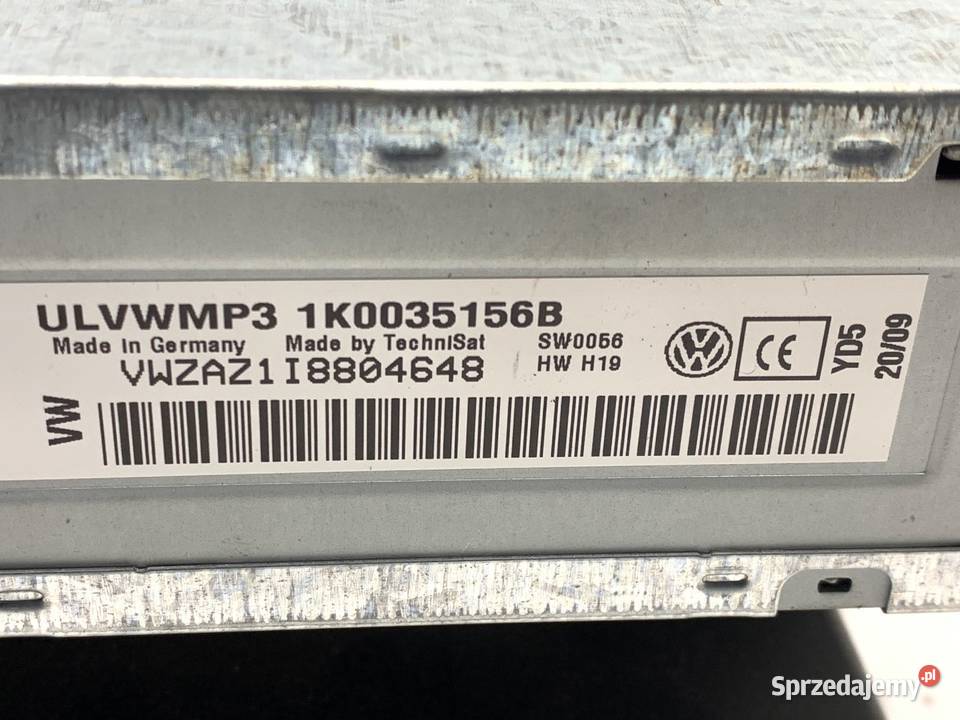 ULVWMP3 1K0035156B
Made in Germany Made by TechniSat SW0056
VWZAZ1I8804648 HW H19
VW
CE
YD5
20/09
Sprzedajemy.pl